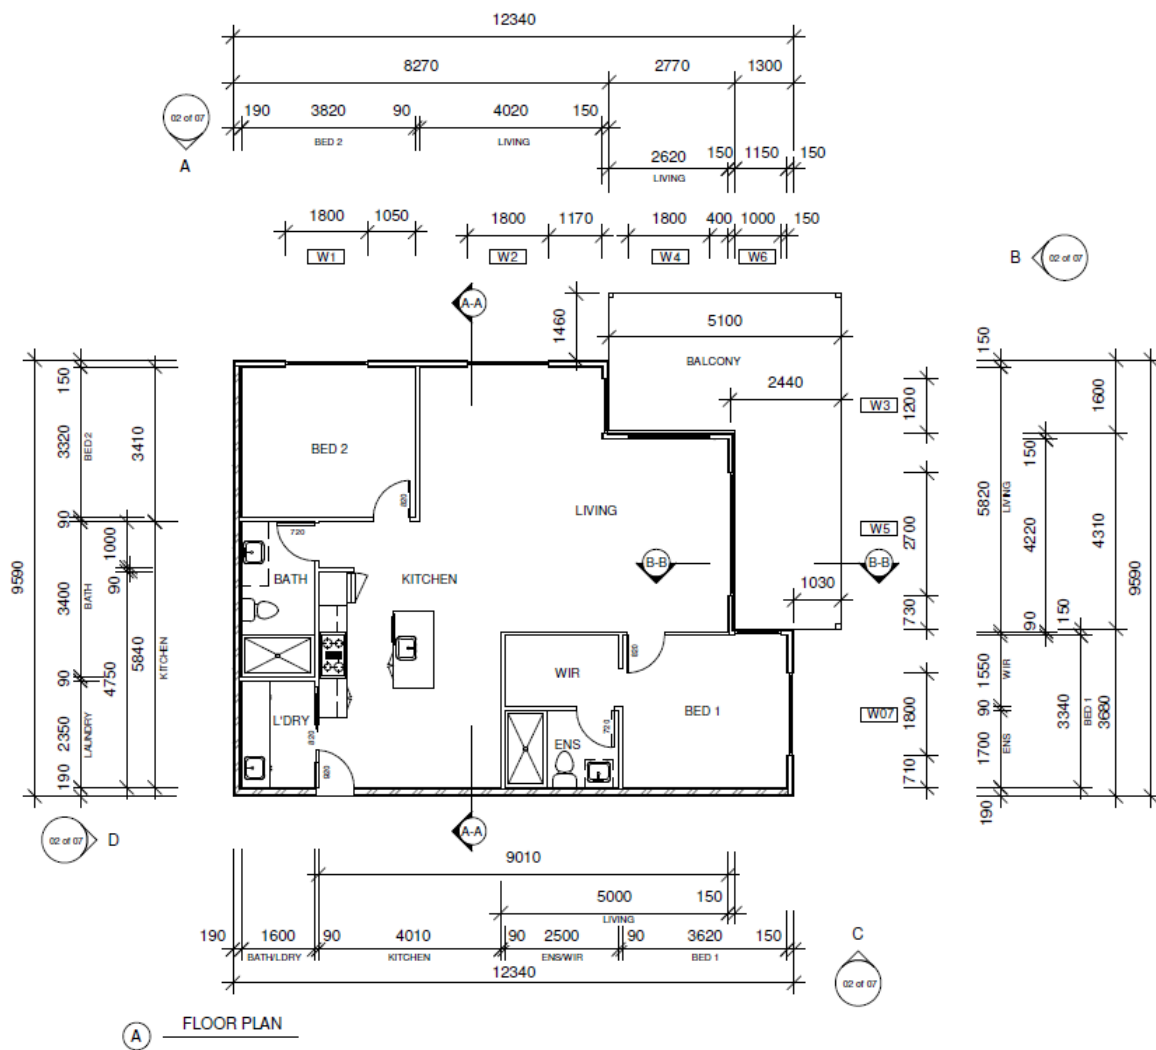 12340
8270 2770 1300
190 3820 90 4020 150
BED 2 LIVING
02 of 07
A
2620 150 1150 150
LIVING
1800 1050 1800 1170 1800 400 1000 150
W1 W2 W4 W6
B 02 of 07
A-A
1460
5100
BALCONY
2440
150
3320
BED2
90
3400
BATH
90
2350
LAUNDRY
190
9590
3410
1000
90
4750
5840
KITCHEN
BED 2
820
LIVING
720
BATH
KITCHEN
B-B
B-B
1030
WIR
820
BED 1
L'DRY
820
920
ENS
720
A-A
W3
1200
W5
2700
730
W07
1800
710
150
5820
LIVING
90
1550
WIR
90
1700
ENS
190
150
4220
150
3340
BED 1
1600
4310
3680
9590
02 of 07 D
9010
5000 150
LIVING
190 1600 90 4010 90 2500 90 3620 150
BATH/LDRY KITCHEN ENS/WIR BED 1
12340
C
02 of 07
A FLOOR PLAN